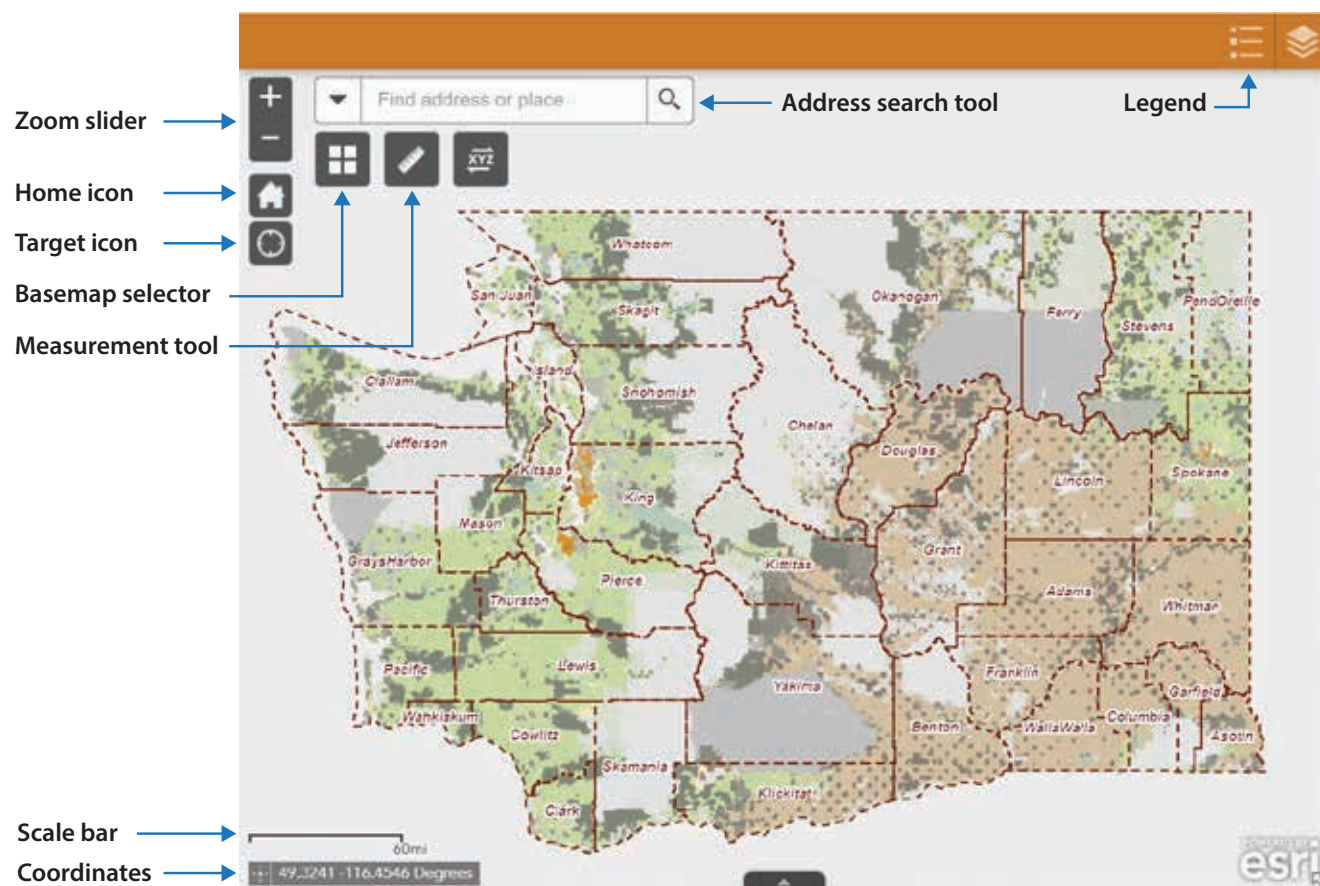 Find address or place
Address search tool
Legend
Zoom slider
XYZ
Home icon
Target icon
Basemap selector
Measurement tool
Whatcom
San Juan
Skagit
Okanogan
Ferry
Stevens
PendOreille
Clallam
Island
Snohomish
Chelan
Jefferson
Kitsap
King
Douglas
Lincoln
Spokane
Mason
GraysHarbor
Kittitas
Grant
Pierce
Thurston
Adams
Whitman
Pacific
Lewis
Yakima
Franklin
Garfield
Wahkiakum
Cowlitz
Benton
WallaWalla
Columbia
Asotin
Skamania
Klickitat
Clark
Scale bar
60mi
Coordinates
49.3241 -116.4546 Degrees
POWERED BY
esri